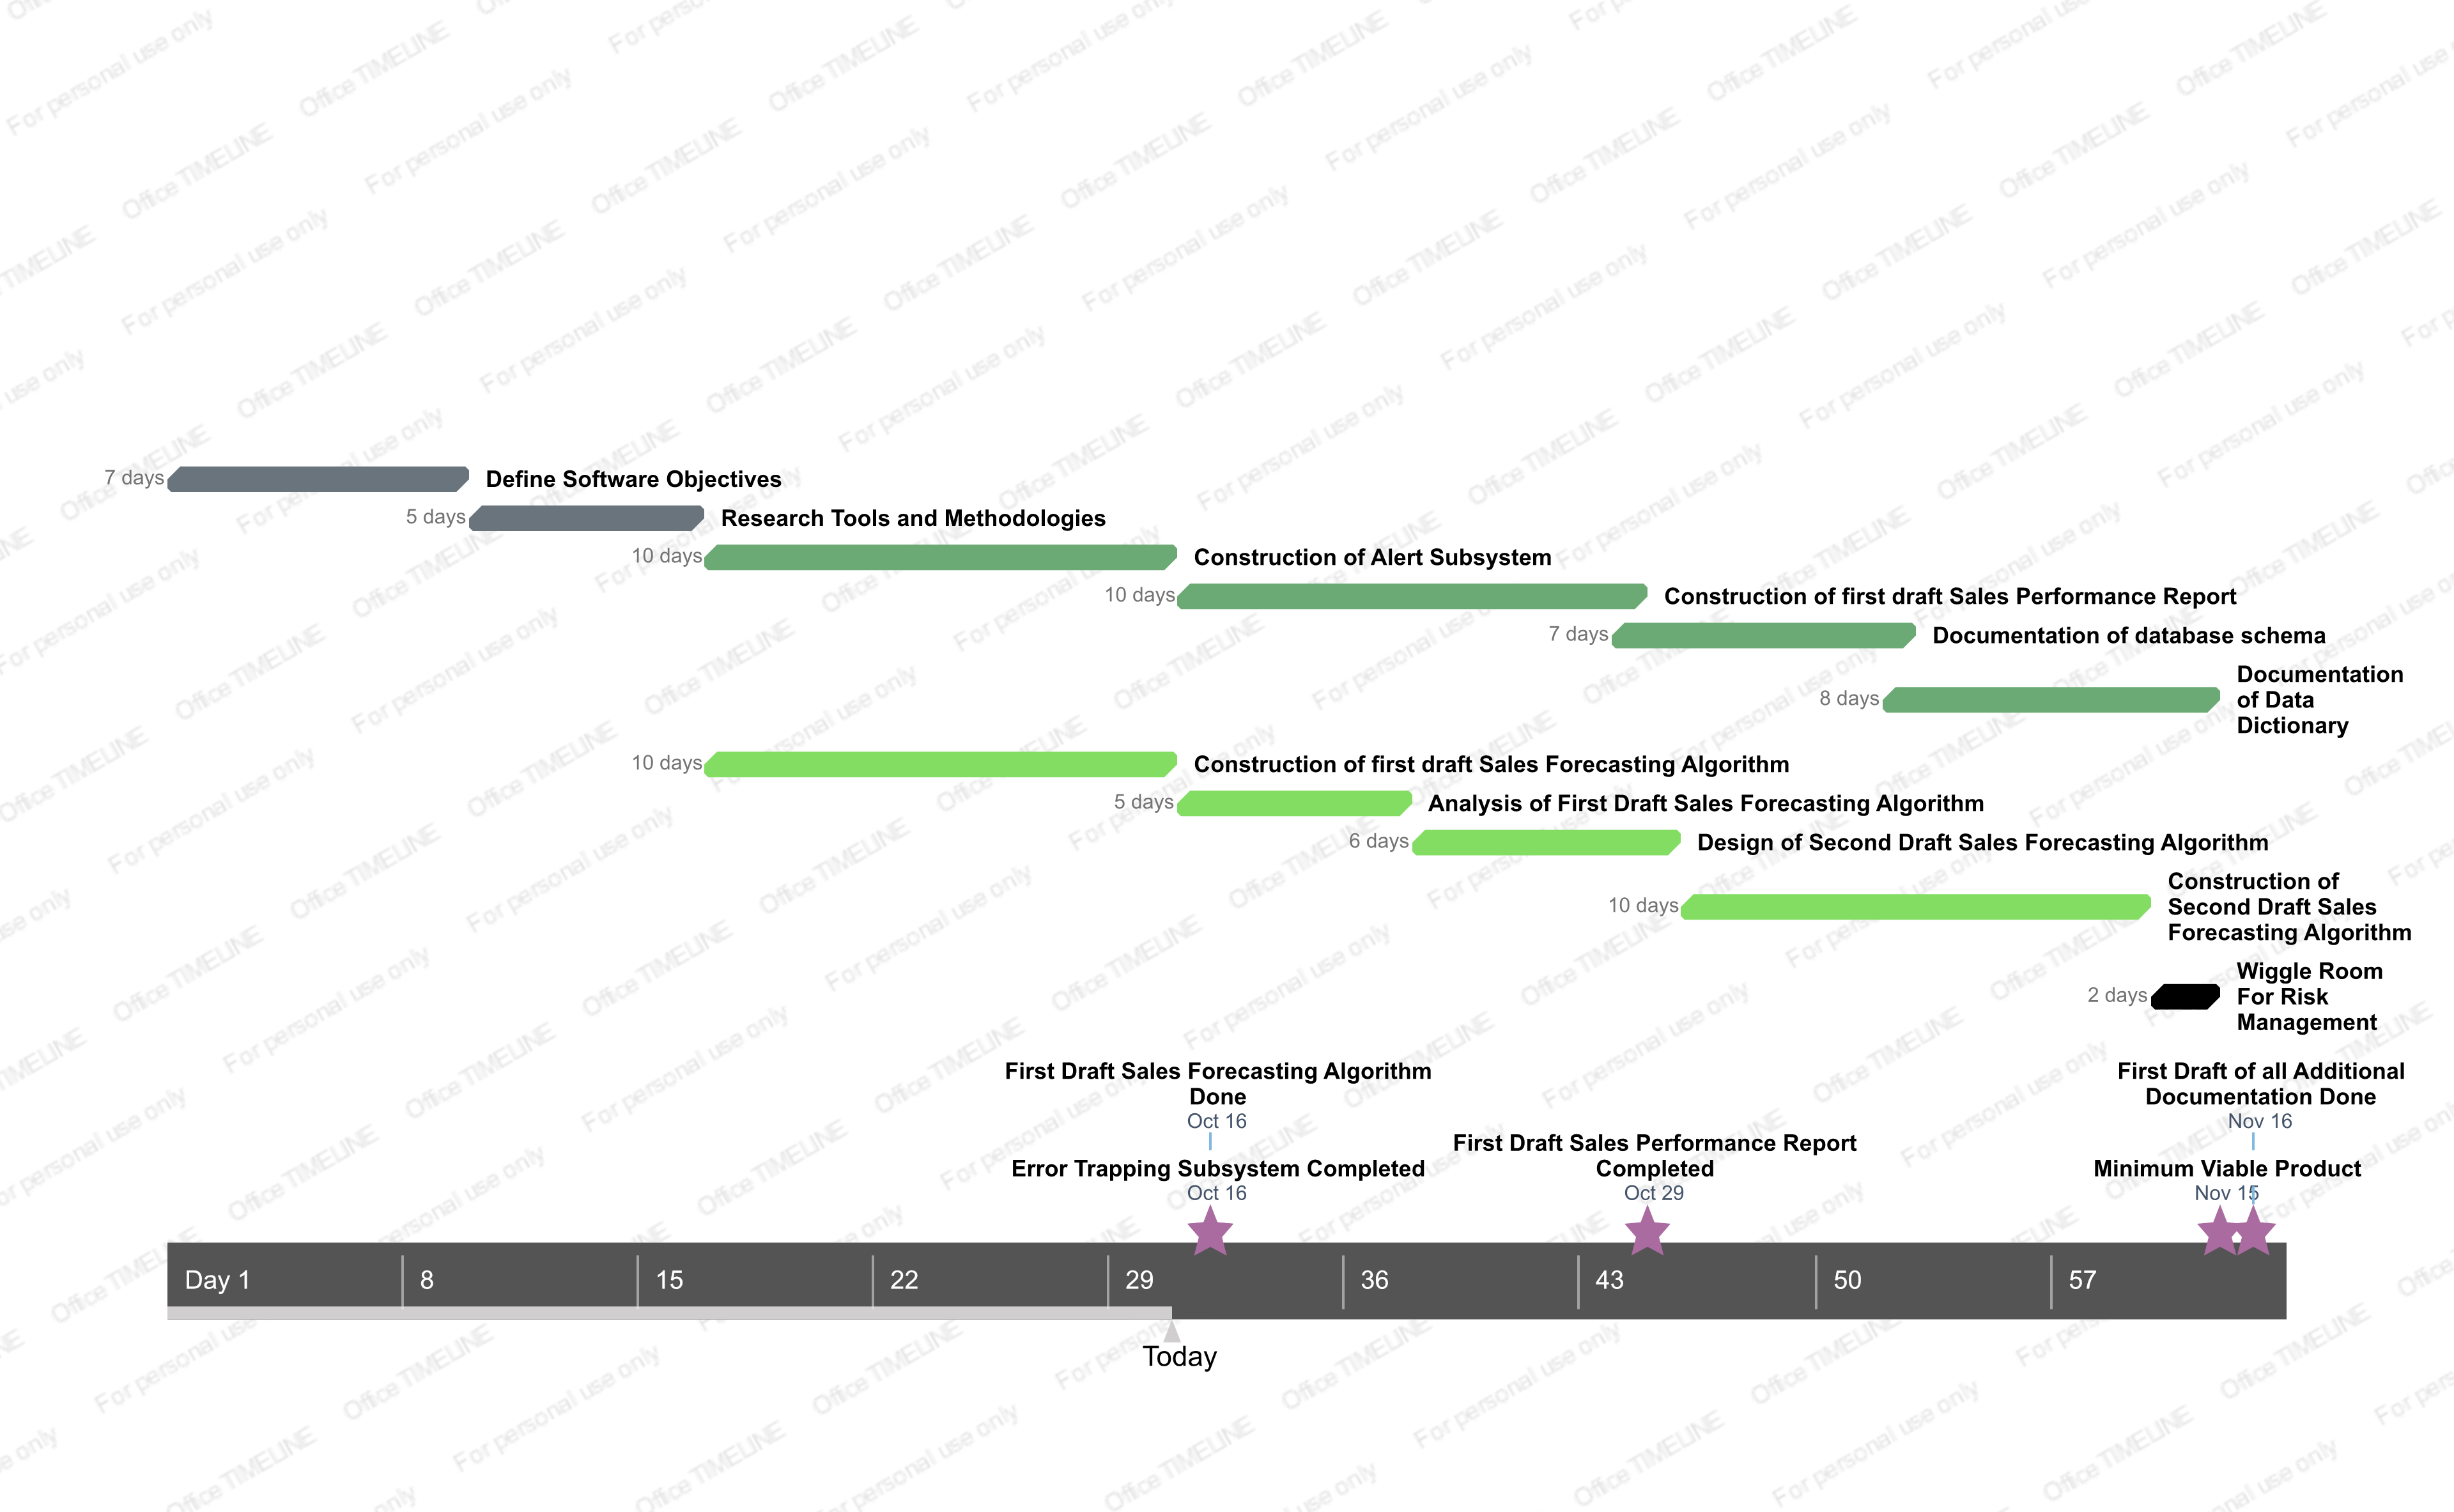 7 days Define Software Objectives
5 days Research Tools and Methodologies
10 days Construction of Alert Subsystem
10 days Construction of first draft Sales Performance Report
7 days Documentation of database schema
Documentation
8 days of Data
Dictionary
10 days Construction of first draft Sales Forecasting Algorithm
5 days Analysis of First Draft Sales Forecasting Algorithm
6 days Design of Second Draft Sales Forecasting Algorithm
Construction of
10 days Second Draft Sales
Forecasting Algorithm
Wiggle Room
2 days For Risk
Management
First Draft Sales Forecasting Algorithm
Done
Oct 16
Error Trapping Subsystem Completed
Oct 16
First Draft Sales Performance Report
Completed
Oct 29
First Draft of all Additional
Documentation Done
Nov 16
Minimum Viable Product
Nov 15
Day 1 8 15 22 29 36 43 50 57
Today
Office TIMELINE For personal use only